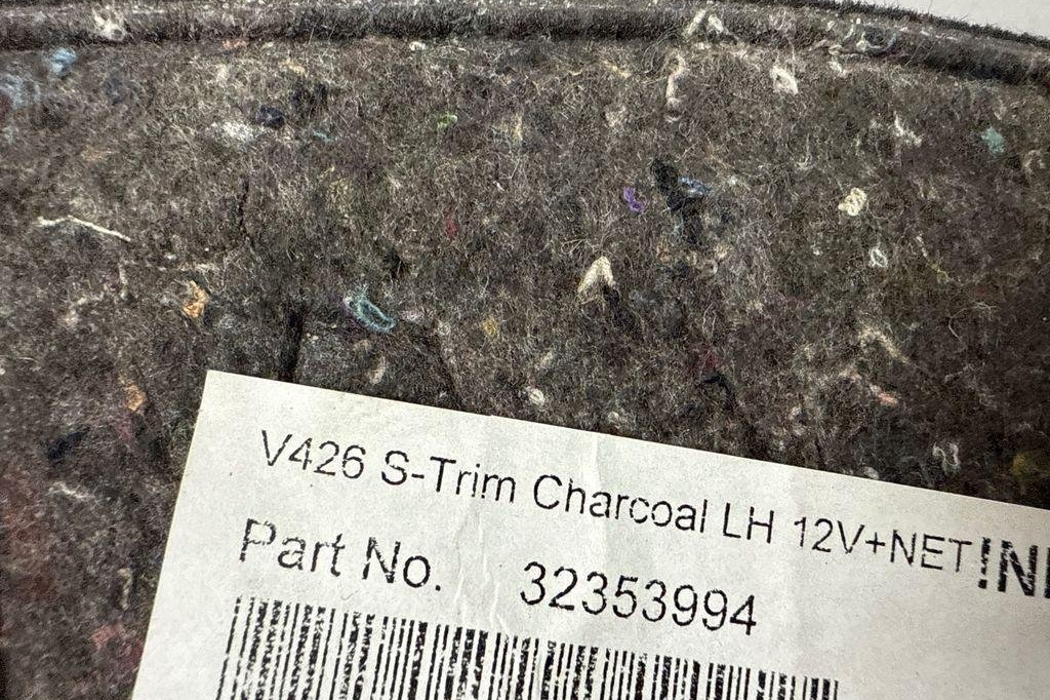 V426 S-Trim Charcoal LH 12V+NET
Part No. 32353994